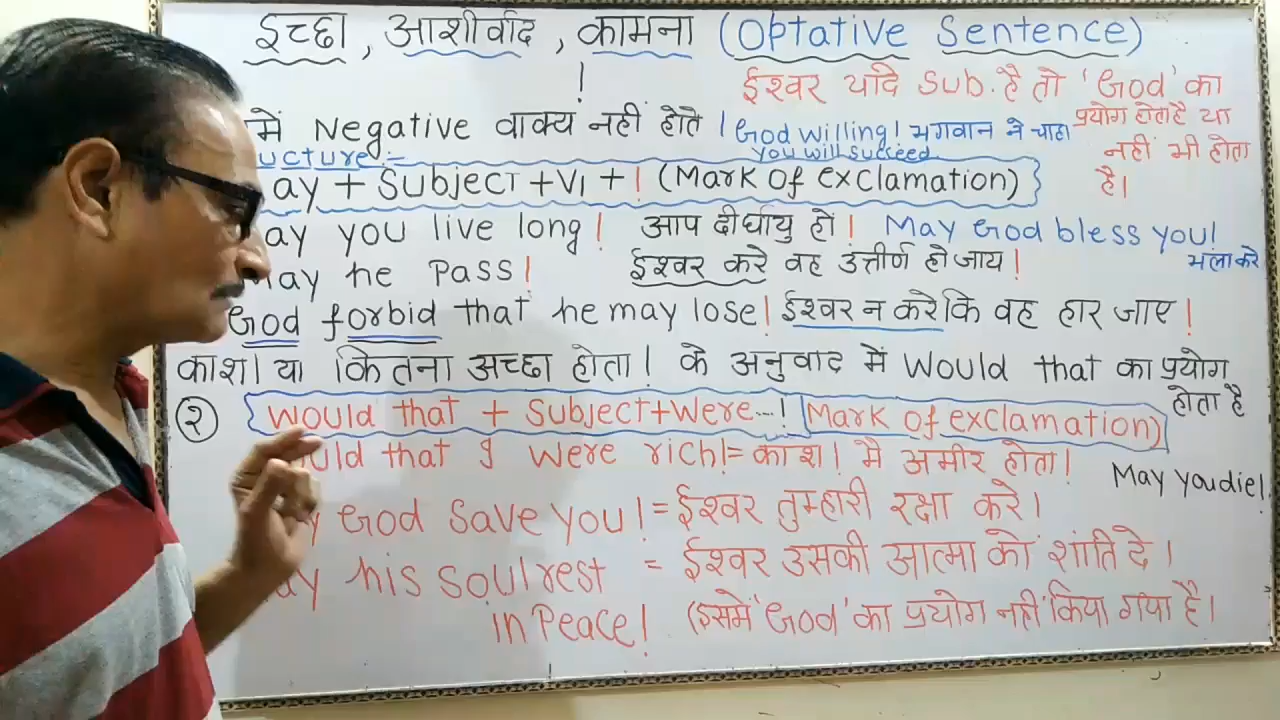 इच्छा, आशीर्वाद, कामना (Optative Sentence)
!
ईश्वर यदि Sub. है तो 'God' का
प्रयोग होता है या
नहीं भी होता
है।
में Negative वाक्य नहीं होते।
God willing! भगवान ने चाहा
you will succeed
ucture:-
ay + Subject + V1 + ! (Mark of exclamation)
ay you live long! आप दीर्घायु हों! May God bless you!
भला करे
ay he pass! ईश्वर करे वह उत्तीर्ण हो जाय!
God forbid that he may lose! ईश्वर न करे कि वह हार जाए!
काश! या कितना अच्छा होता! के अनुवाद में Would that का प्रयोग
होता है
२ Would that + Subject + Were ...! Mark of exclamation)
uld that I were rich! = काश! मै अमीर होता!
May you die!
y God save you! = ईश्वर तुम्हारी रक्षा करे।
ay his soul rest = ईश्वर उसकी आत्मा को शांति दे।
in Peace! (इसमें 'God' का प्रयोग नहीं किया गया है।